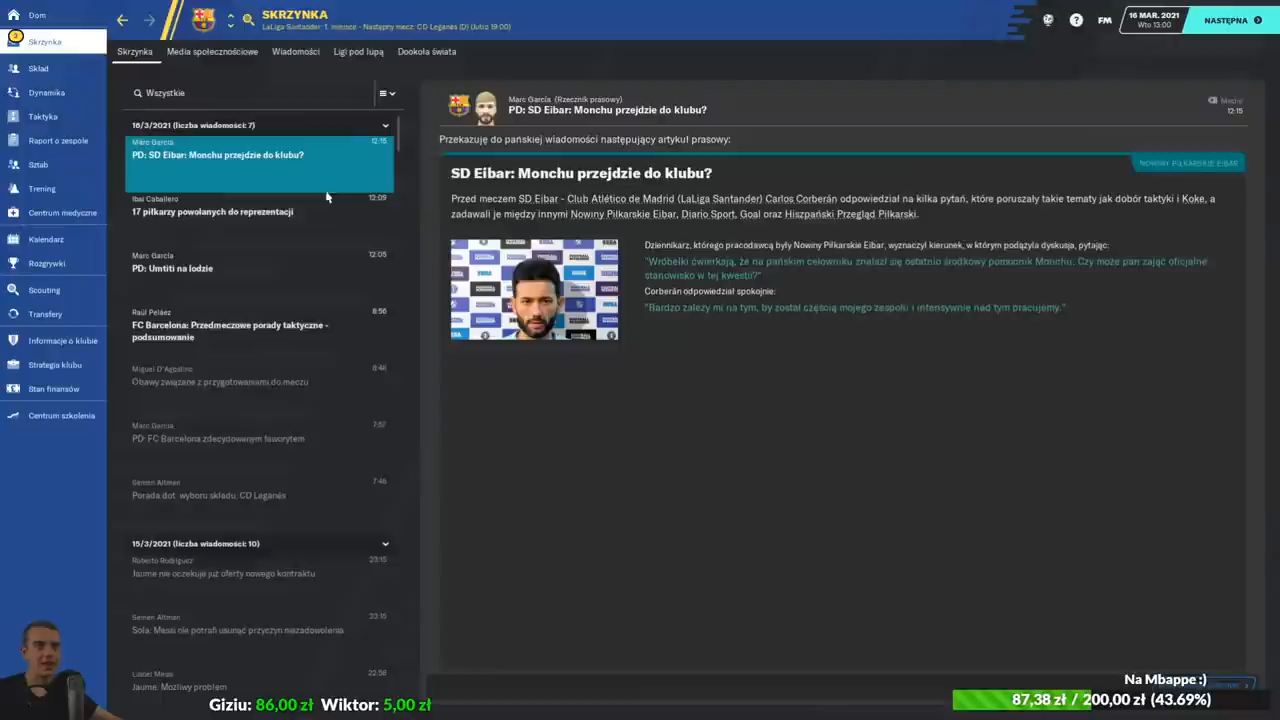 Dom
SKRZYNKA
LaLiga Santander: 1. miejsce - Następny mecz: CD Leganés (D) (Jutro 19:00)
FM
16 MAR. 2021
Wto 13:00
NASTĘPNA
3
Skrzynka
Skład
Dynamika
Taktyka
Raport o zespole
Sztab
Trening
Centrum medyczne
Kalendarz
Rozgrywki
Scouting
Transfery
Informacje o klubie
Strategia klubu
Stan finansów
Centrum szkolenia
Skrzynka Media społecznościowe Wiadomości Ligi pod lupą Dookoła świata
Wszystkie
16/3/2021 (liczba wiadomości: 7)
Marc García 12:15
PD: SD Eibar: Monchu przejdzie do klubu?
Ibai Caballero 12:09
17 piłkarzy powołanych do reprezentacji
Marc García 12:05
PD: Umtiti na lodzie
Raúl Peláez 8:56
FC Barcelona: Przedmeczowe porady taktyczne -
podsumowanie
Miguel D'Agostino 8:48
Obawy związane z przygotowaniami do meczu
Marc García 7:57
PD: FC Barcelona zdecydowanym faworytem
Semen Altman 7:46
Porada dot. wyboru składu: CD Leganés
15/3/2021 (liczba wiadomości: 10)
Roberto Rodríguez 23:15
Jaume nie oczekuje już oferty nowego kontraktu
Semen Altman 23:15
Sola: Messi nie potrafi usunąć przyczyn niezadowolenia
Lionel Messi 22:58
Jaume: Możliwy problem
Marc García (Rzecznik prasowy)
PD: SD Eibar: Monchu przejdzie do klubu?
Media
12:15
Przekazuję do pańskiej wiadomości następujący artykuł prasowy:
NOWINY PIŁKARSKIE EIBAR
SD Eibar: Monchu przejdzie do klubu?
Przed meczem SD Eibar - Club Atlético de Madrid (LaLiga Santander) Carlos Corberán odpowiedział na kilka pytań, które poruszały takie tematy jak dobór taktyki i Koke, a
zadawali je między innymi Nowiny Piłkarskie Eibar, Diario Sport, Goal oraz Hiszpański Przegląd Piłkarski.
Dziennikarz, którego pracodawcą były Nowiny Piłkarskie Eibar, wyznaczył kierunek, w którym podążyła dyskusja, pytając:
"Wróbelki ćwierkają, że na pańskim celowniku znalazł się ostatnio środkowy pomocnik Monchu. Czy może pan zająć oficjalne
stanowisko w tej kwestii?"
Corberán odpowiedział spokojnie:
"Bardzo zależy mi na tym, by został częścią mojego zespołu i intensywnie nad tym pracujemy."
Na Mbappe :)
Giziu: 86,00 zł Wiktor: 5,00 zł
87,38 zł / 200,00 zł (43.69%)